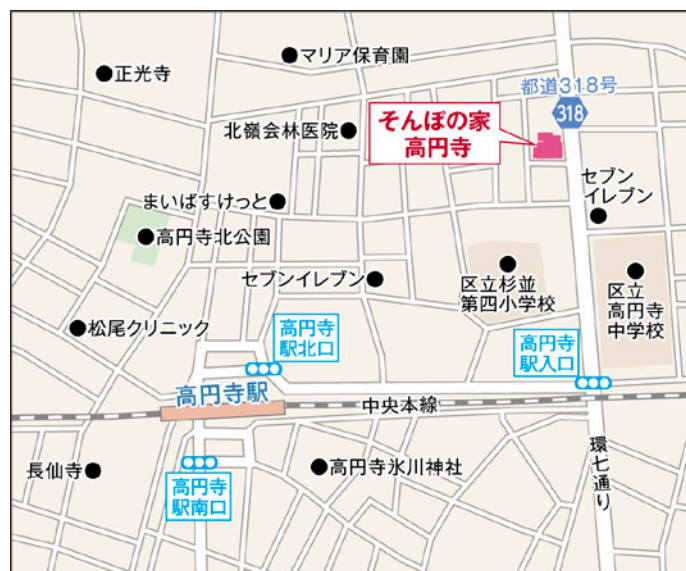 マリア保育園
正光寺
都道318号
318
そんぽの家
高円寺
北嶺会林医院
セブン
イレブン
まいばすけっと
高円寺北公園
セブンイレブン
区立杉並
第四小学校
区立
高円寺
中学校
松尾クリニック
高円寺
駅北口
高円寺
駅入口
高円寺駅
中央本線
長仙寺
高円寺氷川神社
環七通り
高円寺
駅南口